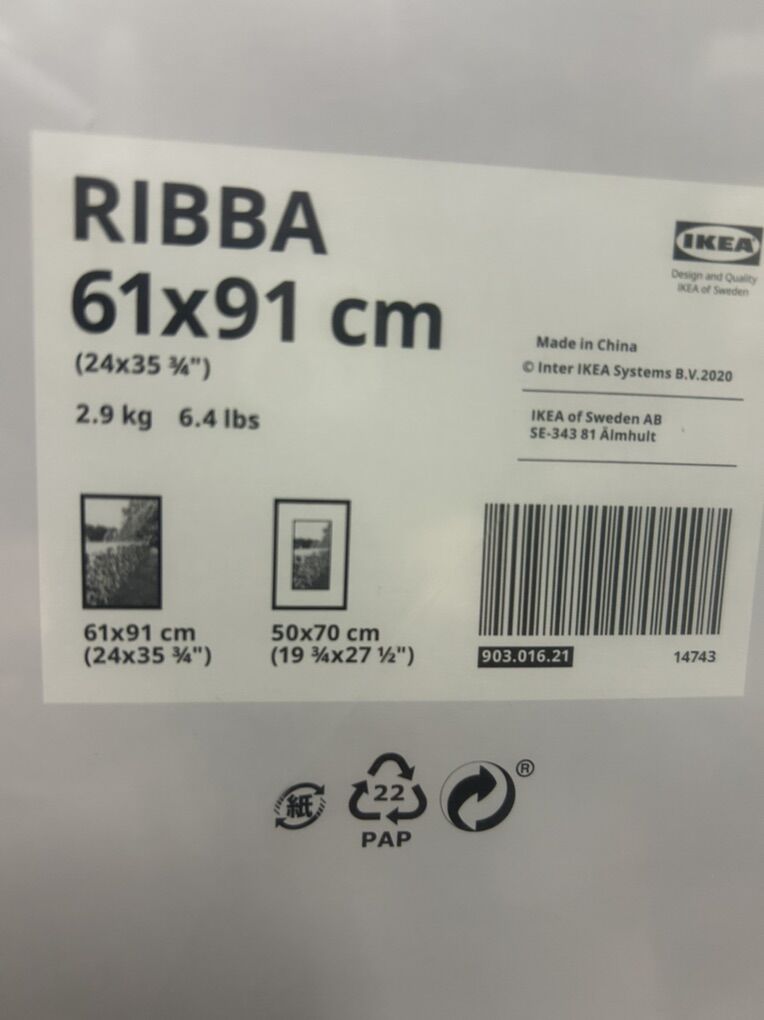 RIBBA
61x91 cm
(24x35 ¾")
2.9 kg 6.4 lbs
IKEA
Design and Quality
IKEA of Sweden
Made in China
© Inter IKEA Systems B.V.2020
IKEA of Sweden AB
SE-343 81 Älmhult
61x91 cm
(24x35 ¾")
50x70 cm
(19 ¾x27 ½")
903.016.21
14743
紙
22
PAP
®